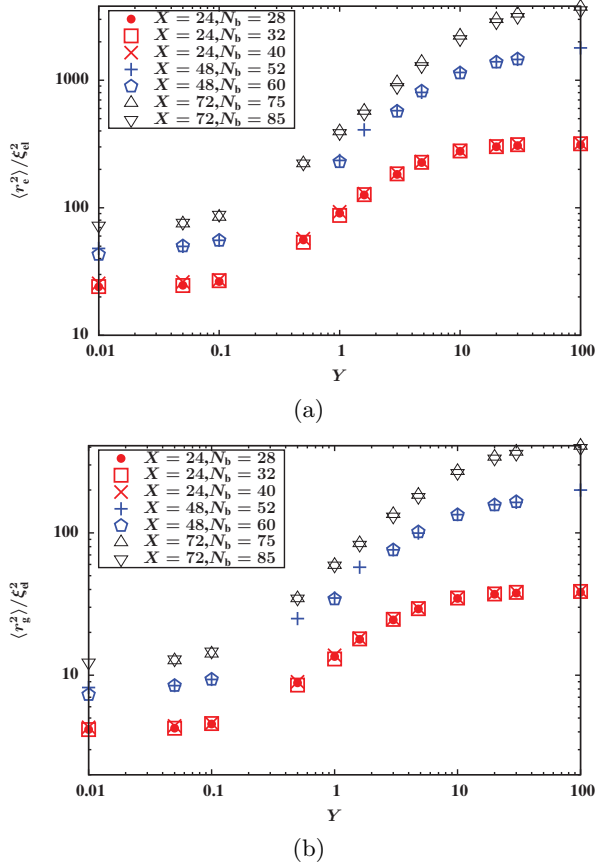 X = 24,N_b = 28
X = 24,N_b = 32
X = 24,N_b = 40
X = 48,N_b = 52
X = 48,N_b = 60
X = 72,N_b = 75
X = 72,N_b = 85
1000
100
10
⟨r_e^2⟩/ξ_el^2
0.01 0.1 1 10 100
Y
(a)
X = 24,N_b = 28
X = 24,N_b = 32
X = 24,N_b = 40
X = 48,N_b = 52
X = 48,N_b = 60
X = 72,N_b = 75
X = 72,N_b = 85
100
10
⟨r_g^2⟩/ξ_el^2
0.01 0.1 1 10 100
Y
(b)